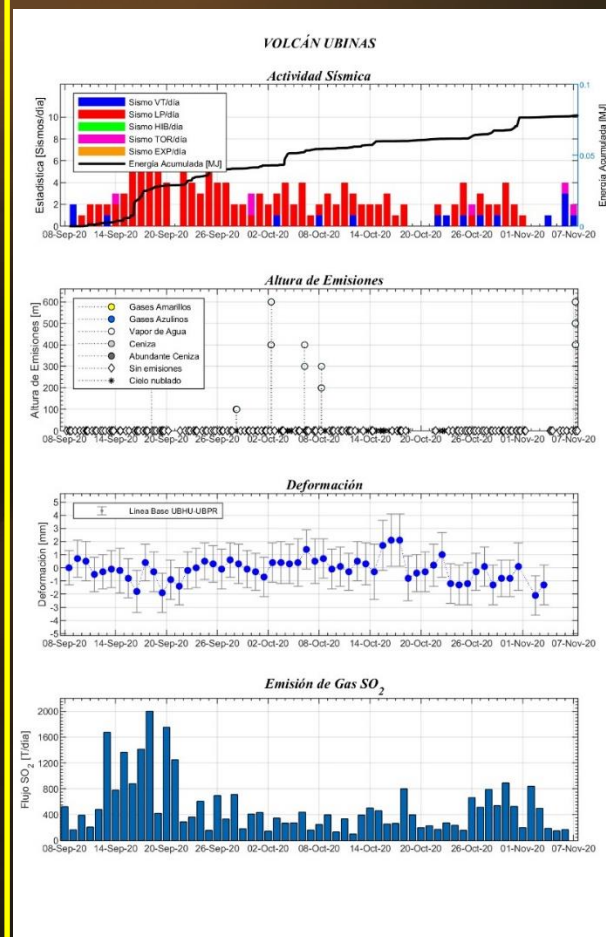 VOLCÁN UBINAS
Actividad Sísmica
Estadística [Sismos/día]
10
8
6
4
2
0
Sismo VT/día
Sismo LP/día
Sismo HIB/día
Sismo TOR/día
Sismo EXP/día
Energía Acumulada [MJ]
0.1
0.05
0
Energía Acumulada [MJ]
08-Sep-20 14-Sep-20 20-Sep-20 26-Sep-20 02-Oct-20 08-Oct-20 14-Oct-20 20-Oct-20 26-Oct-20 01-Nov-20 07-Nov-20
Altura de Emisiones
Altura de Emisiones [m]
600
500
400
300
200
100
0
Gases Amarillos
Gases Azulinos
Vapor de Agua
Ceniza
Abundante Ceniza
Sin emisiones
Cielo nublado
08-Sep-20 14-Sep-20 20-Sep-20 26-Sep-20 02-Oct-20 08-Oct-20 14-Oct-20 20-Oct-20 26-Oct-20 01-Nov-20 07-Nov-20
Deformación
Deformación [mm]
5
4
3
2
1
0
-1
-2
-3
-4
-5
Línea Base UBHU-UBPR
08-Sep-20 14-Sep-20 20-Sep-20 26-Sep-20 02-Oct-20 08-Oct-20 14-Oct-20 20-Oct-20 26-Oct-20 01-Nov-20 07-Nov-20
Emisión de Gas SO2
Flujo SO2 [T/día]
2000
1600
1200
800
400
0
08-Sep-20 14-Sep-20 20-Sep-20 26-Sep-20 02-Oct-20 08-Oct-20 14-Oct-20 20-Oct-20 26-Oct-20 01-Nov-20 07-Nov-20